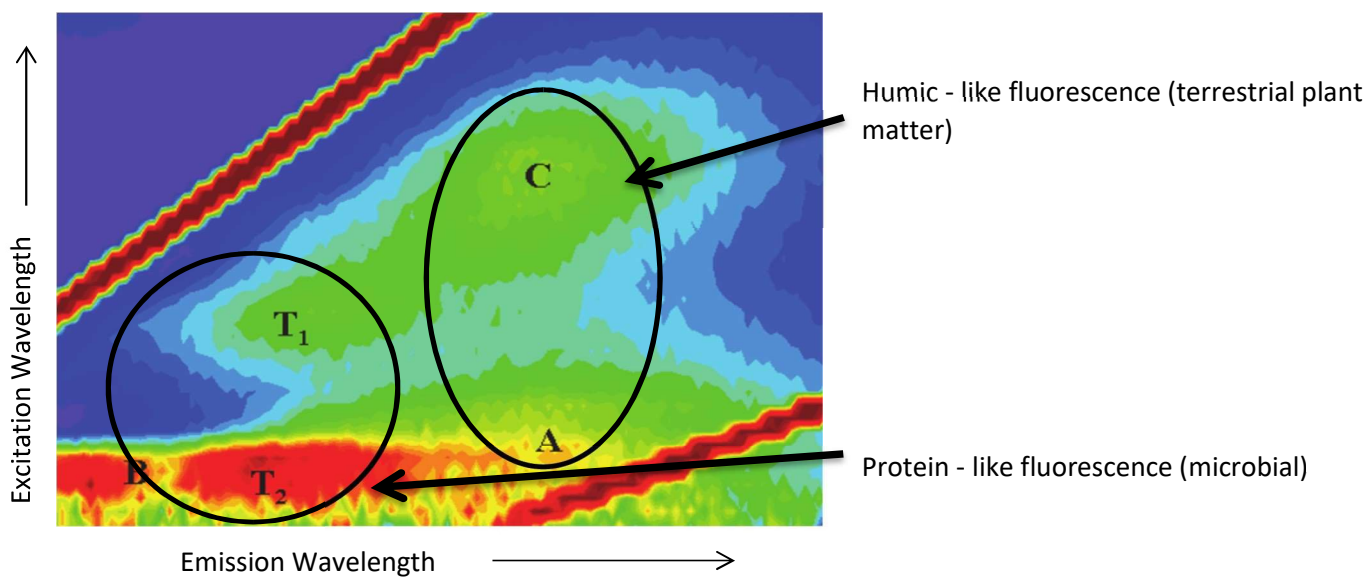 Excitation Wavelength
C
T1
B
T2
A
Humic - like fluorescence (terrestrial plant
matter)
Protein - like fluorescence (microbial)
Emission Wavelength